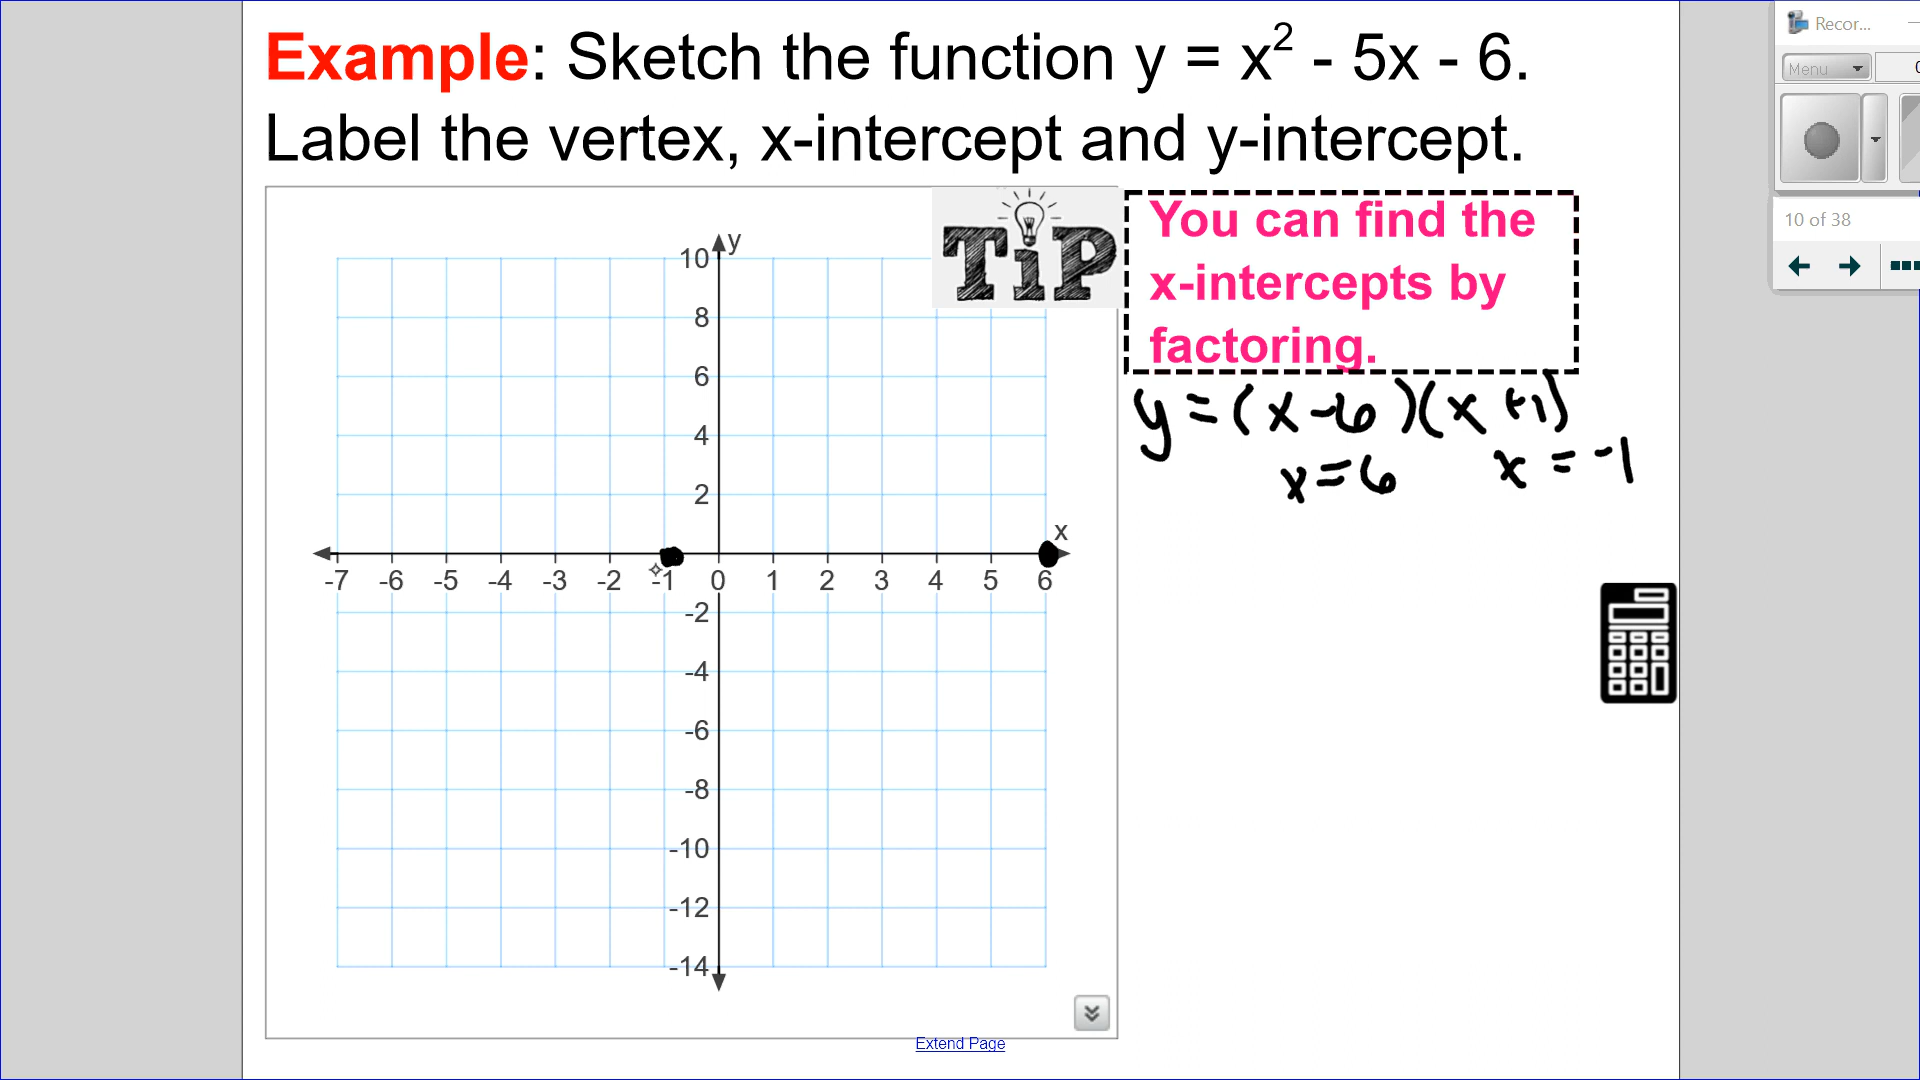 Example: Sketch the function y = x² - 5x - 6.
Label the vertex, x-intercept and y-intercept.
TiP
You can find the
x-intercepts by
factoring.
y = (x - 6)(x + 1)
x = 6 x = -1
y
10
8
6
4
2
x
-7 -6 -5 -4 -3 -2 -1 0 1 2 3 4 5 6
-2
-4
-6
-8
-10
-12
-14
Extend Page
Recor...
Menu
10 of 38